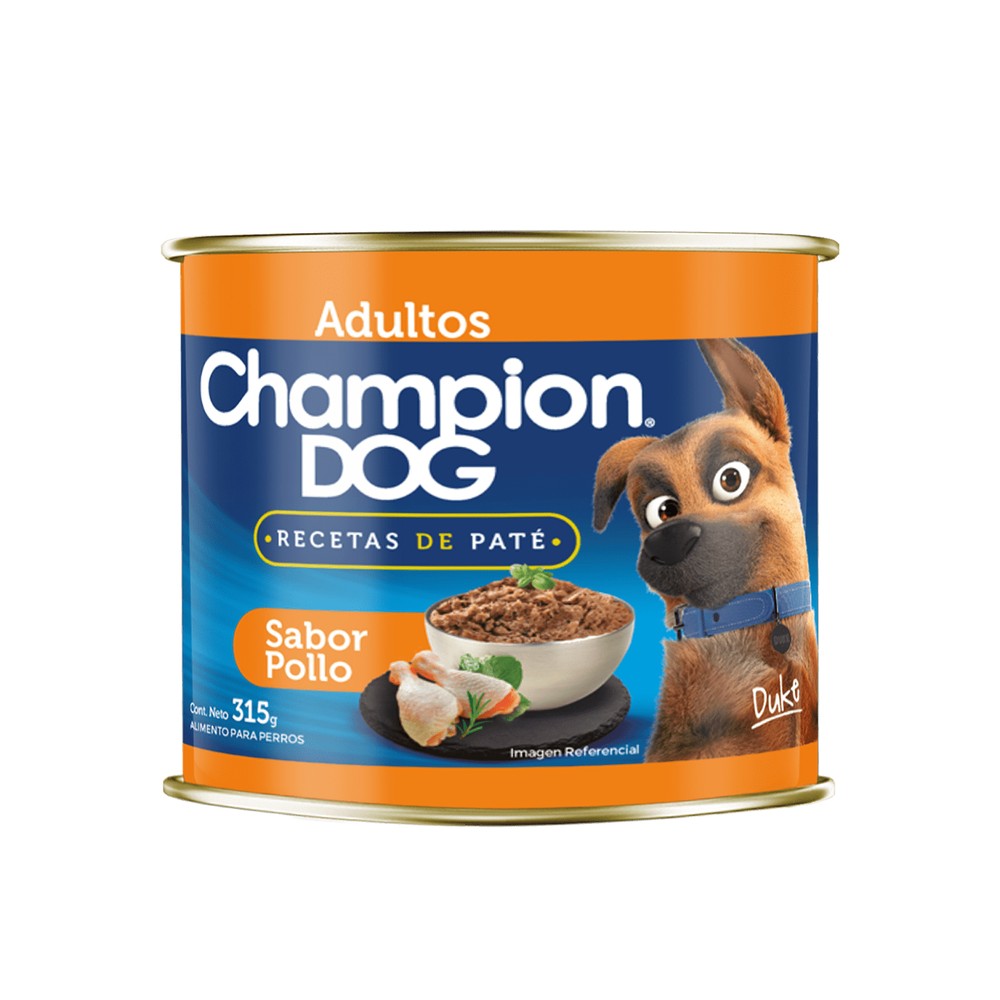 Adultos
Champion®
DOG
• RECETAS DE PATÉ •
Sabor
Pollo
Cont. Neto 315g
ALIMENTO PARA PERROS
Imagen Referencial
Duke